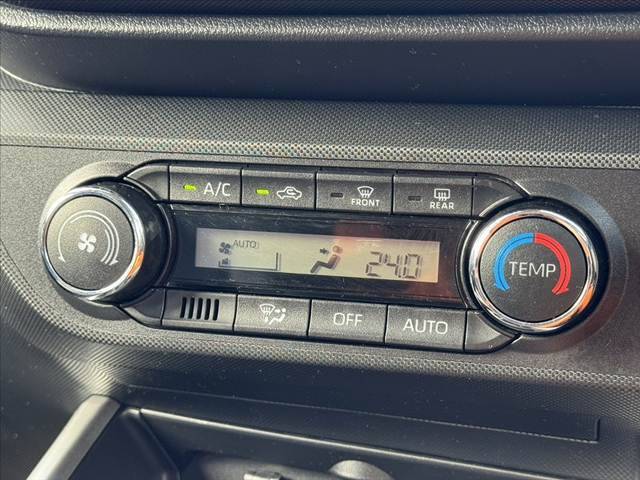 A/C
FRONT
REAR
AUTO
24.0
TEMP
OFF
AUTO